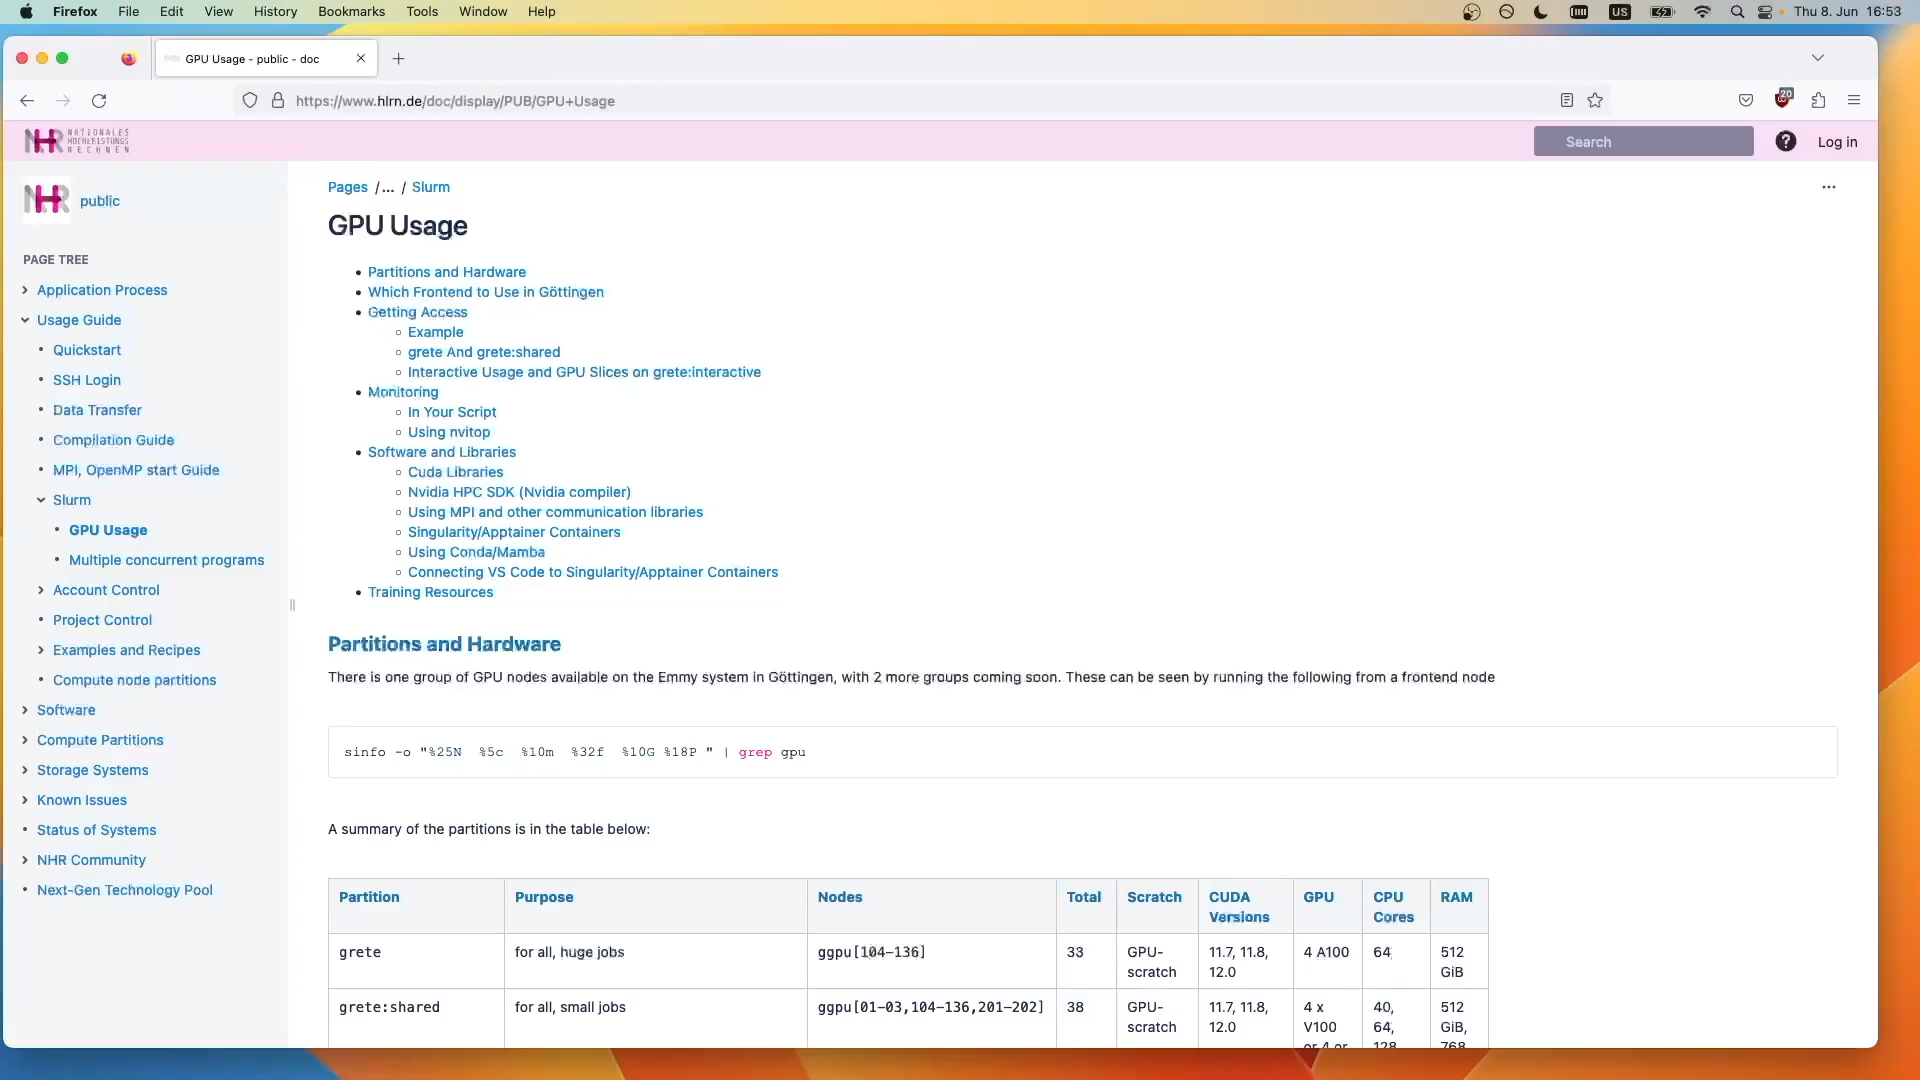 Firefox File Edit View History Bookmarks Tools Window Help US Thu 8. Jun 16:53
GPU Usage - public - doc
https://www.hlrn.de/doc/display/PUB/GPU+Usage 20
NHR NATIONALES HOCHLEISTUNGS RECHNEN Search ? Log in
NHR public
PAGE TREE
Application Process
Usage Guide
Quickstart
SSH Login
Data Transfer
Compilation Guide
MPI, OpenMP start Guide
Slurm
GPU Usage
Multiple concurrent programs
Account Control
Project Control
Examples and Recipes
Compute node partitions
Software
Compute Partitions
Storage Systems
Known Issues
Status of Systems
NHR Community
Next-Gen Technology Pool
Pages /... / Slurm
GPU Usage
Partitions and Hardware
Which Frontend to Use in Göttingen
Getting Access
Example
grete And grete:shared
Interactive Usage and GPU Slices on grete:interactive
Monitoring
In Your Script
Using nvitop
Software and Libraries
Cuda Libraries
Nvidia HPC SDK (Nvidia compiler)
Using MPI and other communication libraries
Singularity/Apptainer Containers
Using Conda/Mamba
Connecting VS Code to Singularity/Apptainer Containers
Training Resources
Partitions and Hardware
There is one group of GPU nodes available on the Emmy system in Göttingen, with 2 more groups coming soon. These can be seen by running the following from a frontend node
sinfo -o "%25N  %5c  %10m  %32f  %10G %18P " | grep gpu
A summary of the partitions is in the table below:
Partition Purpose Nodes Total Scratch CUDA Versions GPU CPU Cores RAM
grete for all, huge jobs ggpu[104-136] 33 GPU-scratch 11.7, 11.8, 12.0 4 A100 64 512 GiB
grete:shared for all, small jobs ggpu[01-03,104-136,201-202] 38 GPU-scratch 11.7, 11.8, 12.0 4 x V100 or 4 or 40, 64, 128 512 GiB, 768